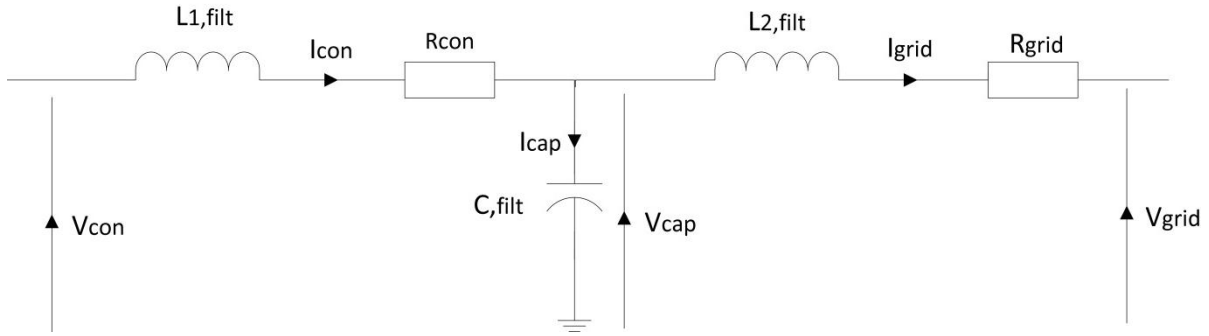 L1,filt
Icon
Rcon
L2,filt
Igrid
Rgrid
Icap
C,filt
Vcon
Vcap
Vgrid